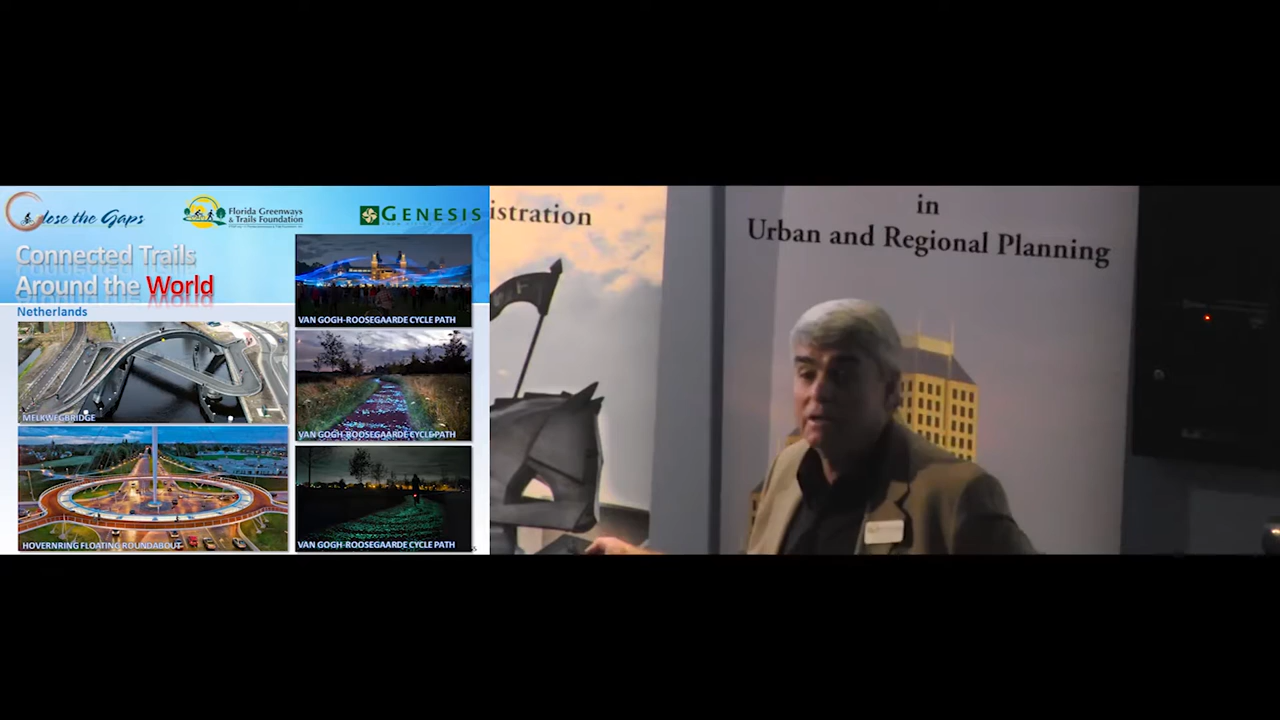 Close the Gaps
Florida Greenways
& Trails Foundation
GENESIS
Connected Trails
Around the World
Netherlands
MELKWEGBRIDGE
HOVERNRING FLOATING ROUNDABOUT
VAN GOGH-ROOSEGAARDE CYCLE PATH
VAN GOGH-ROOSEGAARDE CYCLE PATH
VAN GOGH-ROOSEGAARDE CYCLE PATH
istration
in
Urban and Regional Planning